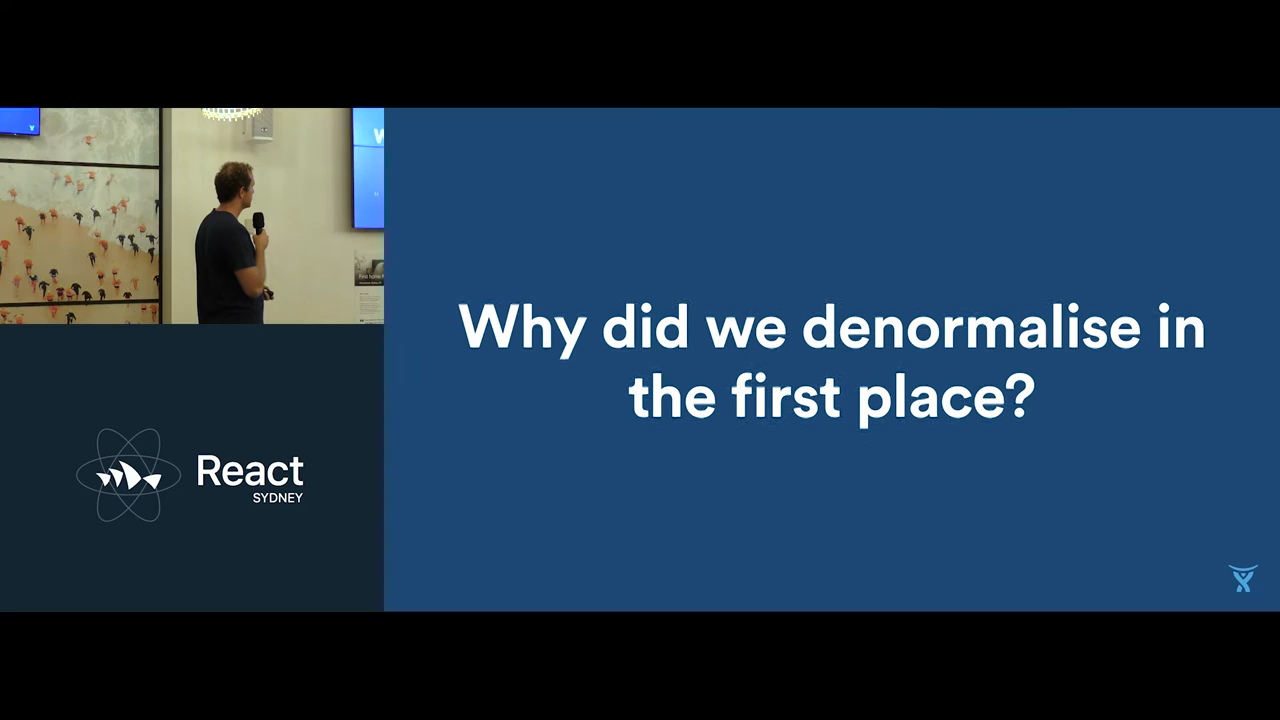 Why did we denormalise in
the first place?
React
SYDNEY